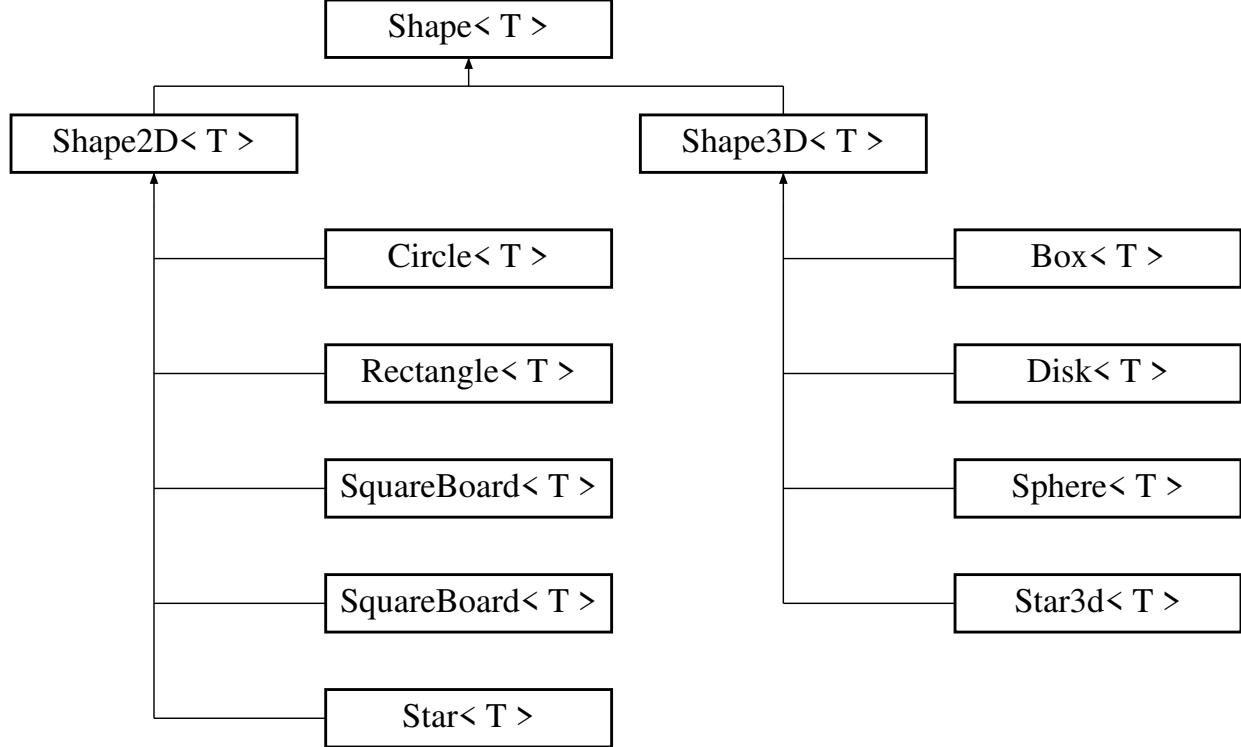 Shape< T >
Shape2D< T >
Shape3D< T >
Circle< T >
Box< T >
Rectangle< T >
Disk< T >
SquareBoard< T >
Sphere< T >
SquareBoard< T >
Star3d< T >
Star< T >